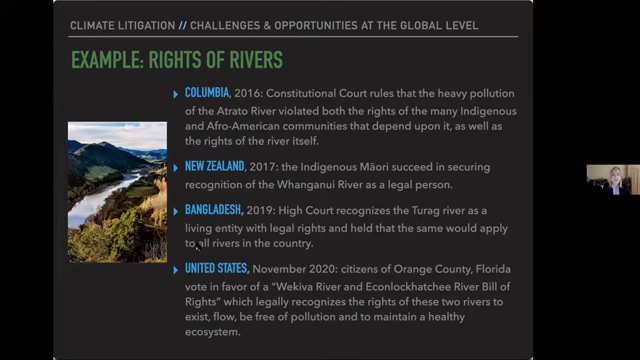 CLIMATE LITIGATION // CHALLENGES & OPPORTUNITIES AT THE GLOBAL LEVEL
EXAMPLE: RIGHTS OF RIVERS
COLUMBIA, 2016: Constitutional Court rules that the heavy pollution
of the Atrato River violated both the rights of the many Indigenous
and Afro-American communities that depend upon it, as well as
the rights of the river itself.
NEW ZEALAND, 2017: the Indigenous Māori succeed in securing
recognition of the Whanganui River as a legal person.
BANGLADESH, 2019: High Court recognizes the Turag river as a
living entity with legal rights and held that the same would apply
to all rivers in the country.
UNITED STATES, November 2020: citizens of Orange County, Florida
vote in favor of a “Wekiva River and Econlockhatchee River Bill of
Rights” which legally recognizes the rights of these two rivers to
exist, flow, be free of pollution and to maintain a healthy
ecosystem.